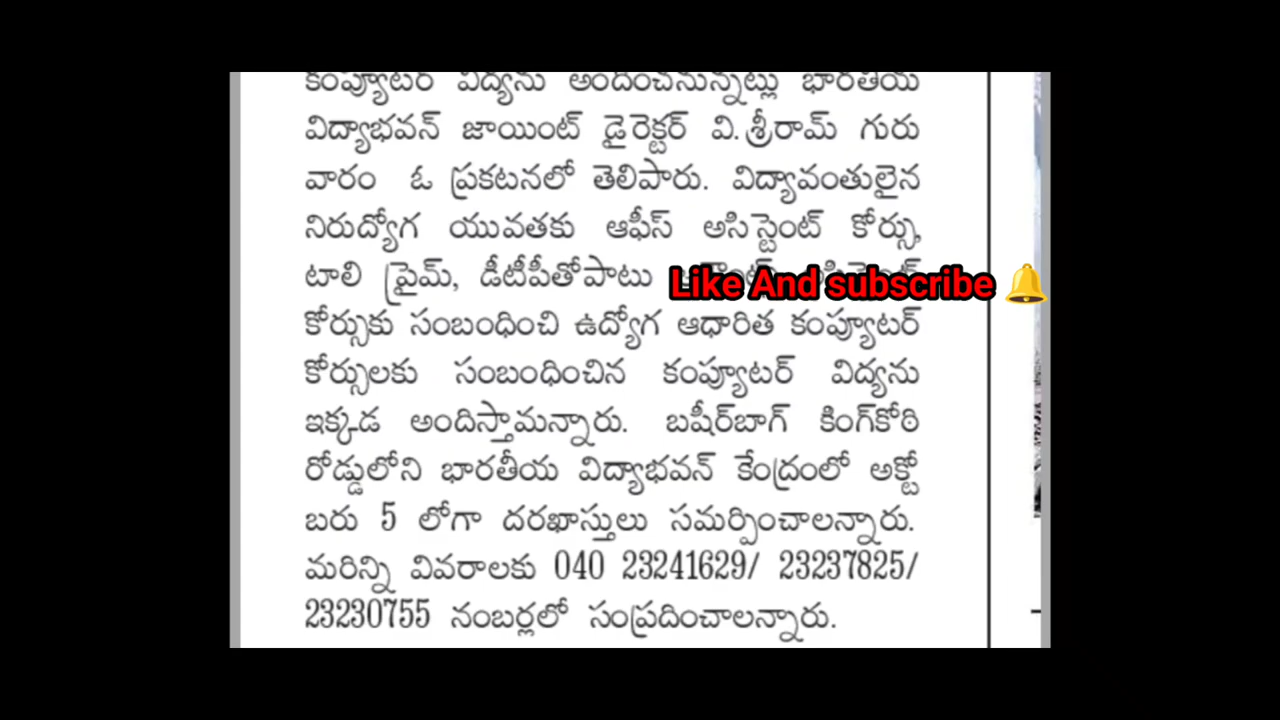 కంప్యూటర్ విద్యను అందించనున్నట్లు భారతీయ
విద్యాభవన్ జాయింట్ డైరెక్టర్ వి.శ్రీరామ్ గురు
వారం ఓ ప్రకటనలో తెలిపారు. విద్యావంతులైన
నిరుద్యోగ యువతకు ఆఫీస్ అసిస్టెంట్ కోర్సు,
టాలి ప్రైమ్, డీటీపీతోపాటు
Like And subscribe 🔔
కోర్సుకు సంబంధించి ఉద్యోగ ఆధారిత కంప్యూటర్
కోర్సులకు సంబంధించిన కంప్యూటర్ విద్యను
ఇక్కడ అందిస్తామన్నారు. బషీర్‌బాగ్ కింగ్‌కోఠి
రోడ్డులోని భారతీయ విద్యాభవన్ కేంద్రంలో అక్టో
బరు 5 లోగా దరఖాస్తులు సమర్పించాలన్నారు.
మరిన్ని వివరాలకు 040 23241629/ 23237825/
23230755 నంబర్లలో సంప్రదించాలన్నారు.